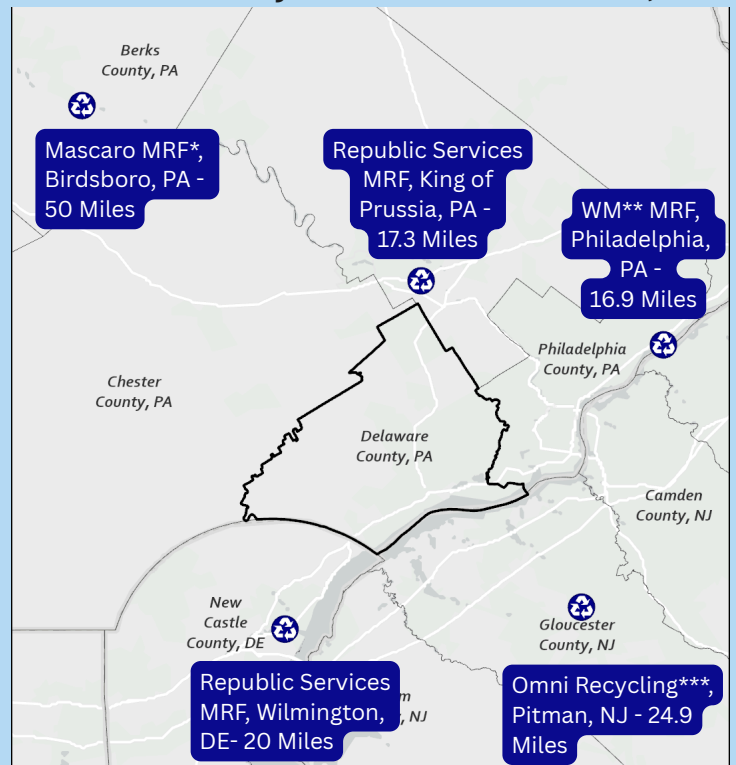 Berks
County, PA
Mascaro MRF*,
Birdsboro, PA -
50 Miles
Republic Services
MRF, King of
Prussia, PA -
17.3 Miles
WM** MRF,
Philadelphia,
PA -
16.9 Miles
Philadelphia
County, PA
Chester
County, PA
Delaware
County, PA
Camden
County, NJ
New
Castle
County, DE
Gloucester
County, NJ
Republic Services
MRF, Wilmington,
DE- 20 Miles
, NJ
Omni Recycling***,
Pitman, NJ - 24.9
Miles